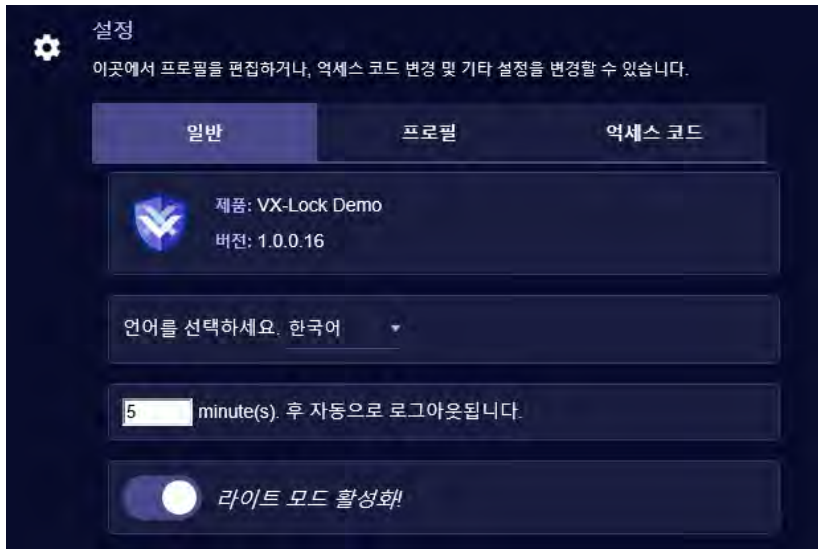 설정
이곳에서 프로필을 편집하거나, 억세스 코드 변경 및 기타 설정을 변경할 수 있습니다.
일반 프로필 억세스 코드
제품: VX-Lock Demo
버전: 1.0.0.16
언어를 선택하세요. 한국어
5 minute(s). 후 자동으로 로그아웃됩니다.
라이트 모드 활성화!